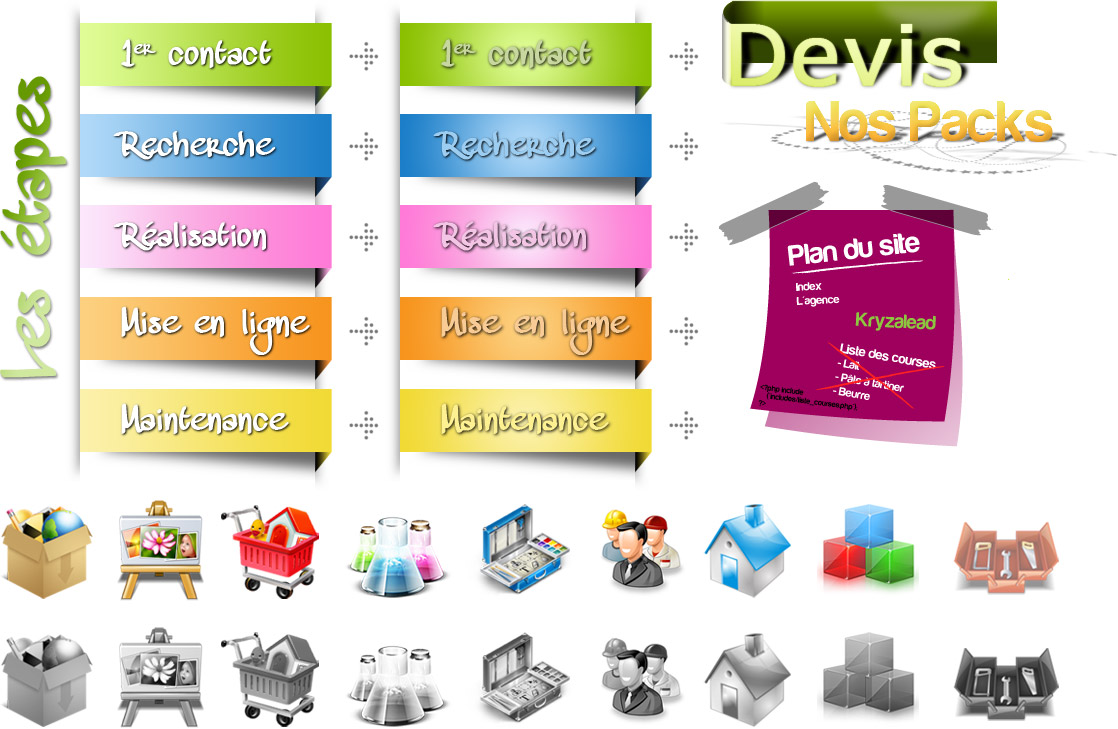 Les étapes
1er contact
Recherche
Réalisation
Mise en ligne
Maintenance
1er contact
Recherche
Réalisation
Mise en ligne
Maintenance
Devis
Nos Packs
Plan du site
Index
L'agence
Kryzalead
Liste des courses
- Lait
- Pâte à tartiner
- Beurre
<?php include
('includes/liste_courses.php');
?>